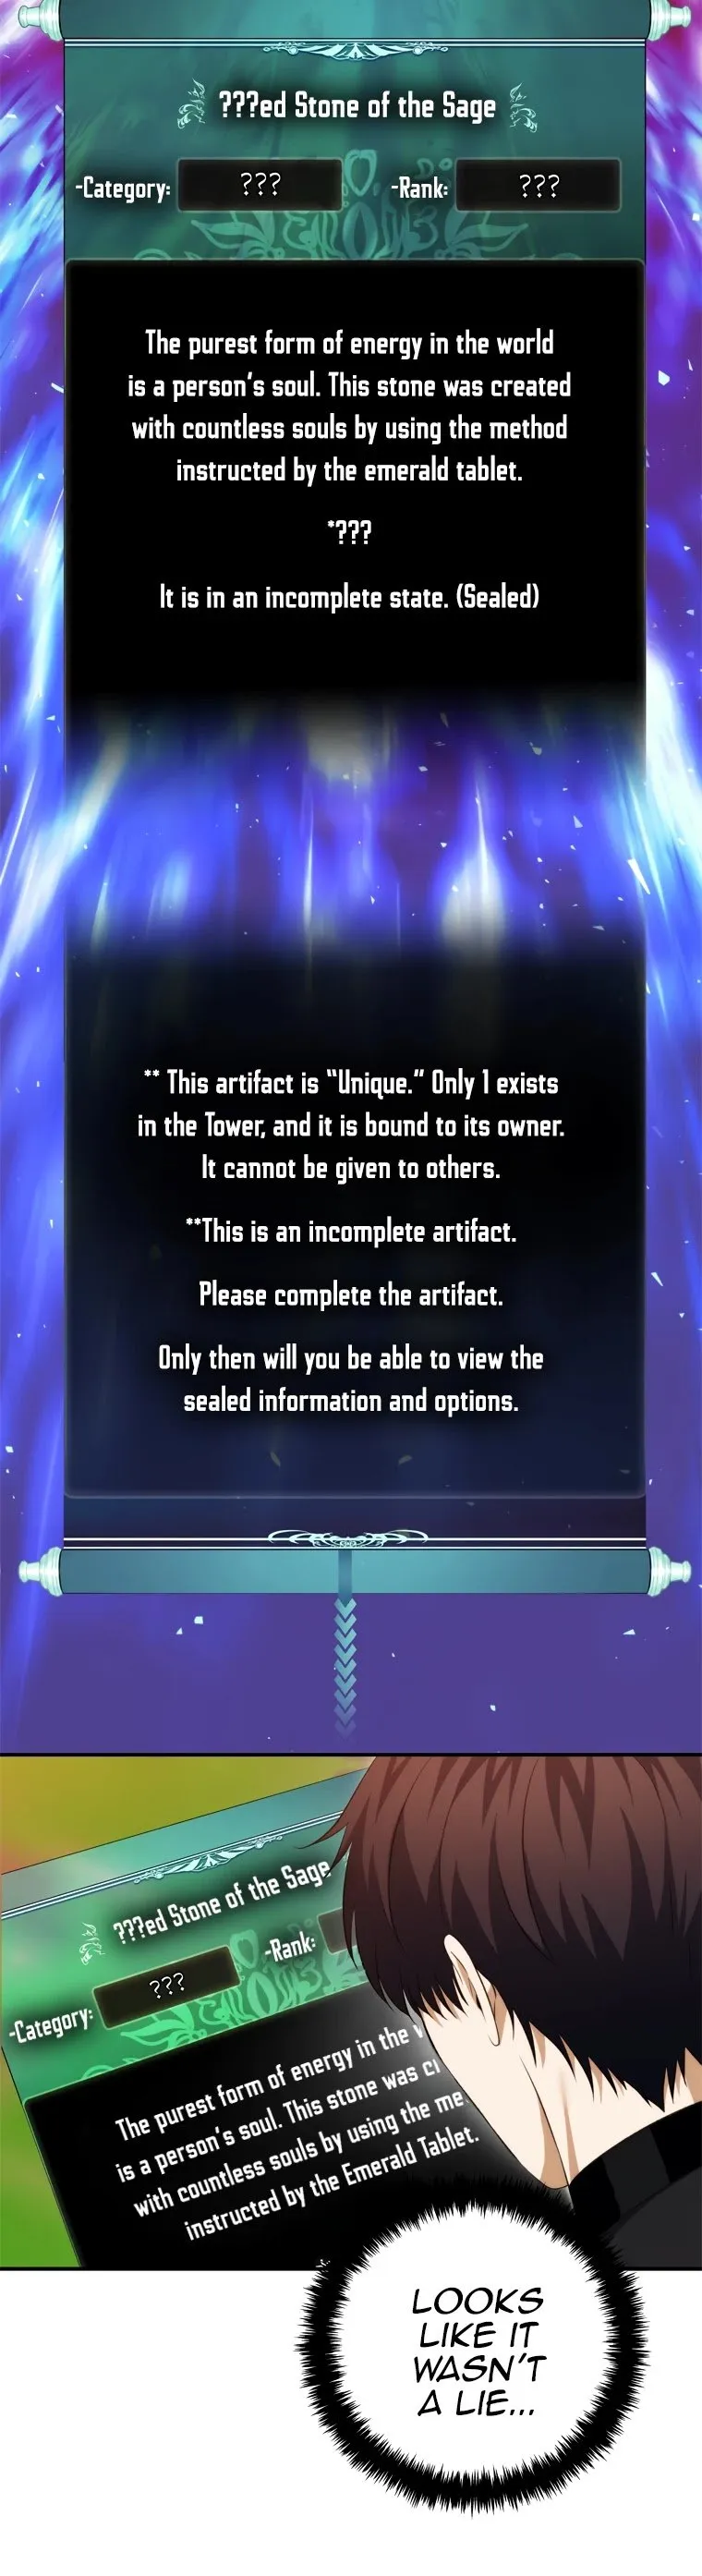 ???ed Stone of the Sage
-Category: ???
-Rank: ???
The purest form of energy in the world
is a person's soul. This stone was created
with countless souls by using the method
instructed by the emerald tablet.
*???
It is in an incomplete state. (Sealed)
** This artifact is "Unique." Only 1 exists
in the Tower, and it is bound to its owner.
It cannot be given to others.
**This is an incomplete artifact.
Please complete the artifact.
Only then will you be able to view the
sealed information and options.
???ed Stone of the Sage
-Category: ???
-Rank:
The purest form of energy in the
is a person's soul. This stone was
with countless souls by using the
instructed by the Emerald Tablet.
LOOKS
LIKE IT
WASN'T
A LIE...